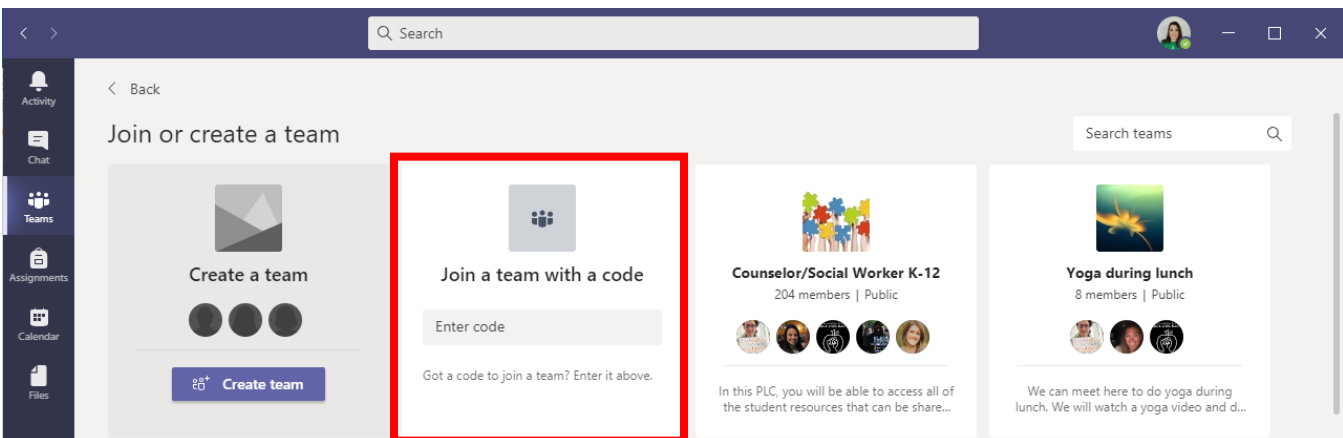 Search
Activity
Chat
Teams
Assignments
Calendar
Files
Back
Join or create a team
Search teams
Create a team
Create team
Join a team with a code
Enter code
Got a code to join a team? Enter it above.
Counselor/Social Worker K-12
204 members | Public
In this PLC, you will be able to access all of
the student resources that can be share...
Yoga during lunch
8 members | Public
We can meet here to do yoga during
lunch. We will watch a yoga video and d...